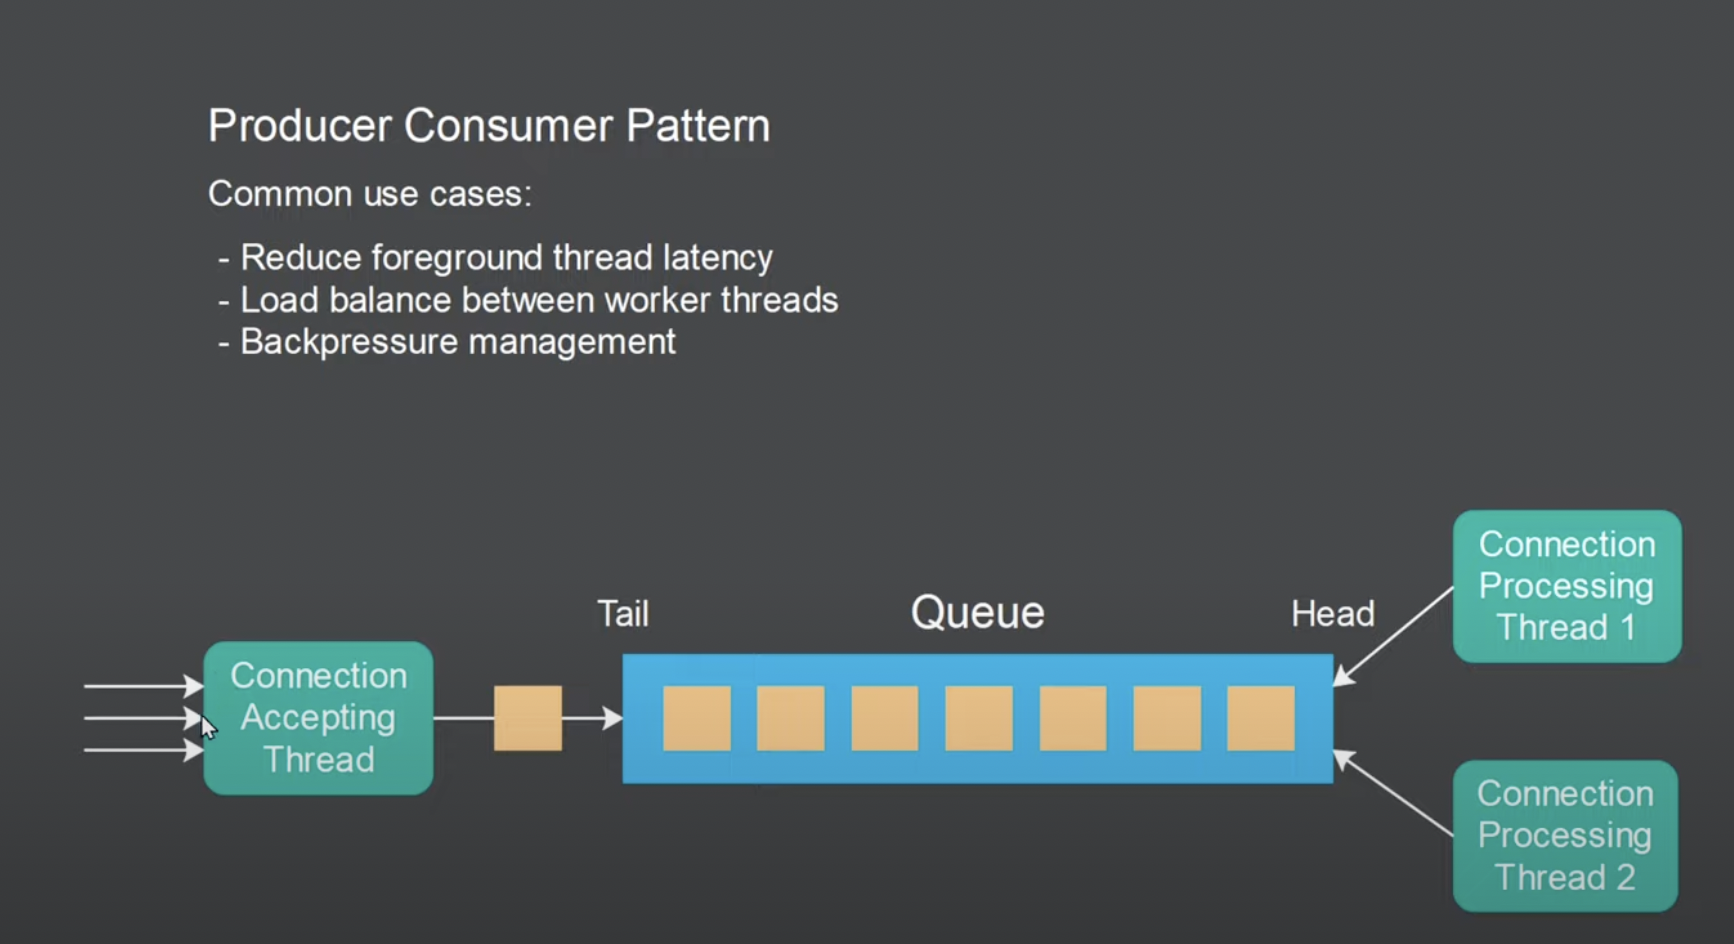 Producer Consumer Pattern
Common use cases:
- Reduce foreground thread latency
- Load balance between worker threads
- Backpressure management
Tail
Queue
Head
Connection
Accepting
Thread
Connection
Processing
Thread 1
Connection
Processing
Thread 2